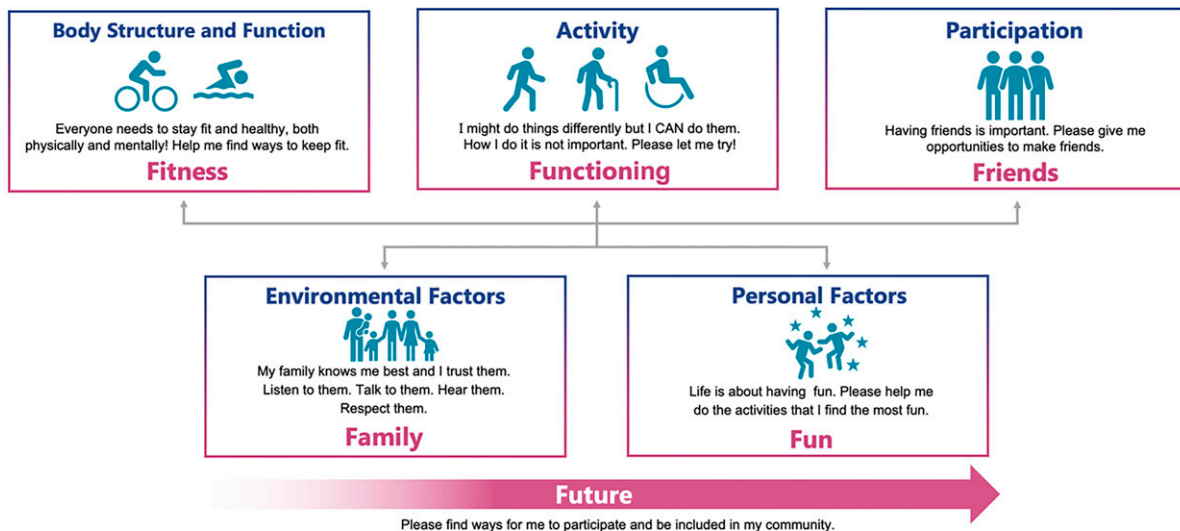 Body Structure and Function
Everyone needs to stay fit and healthy, both
physically and mentally! Help me find ways to keep fit.
Fitness
Activity
I might do things differently but I CAN do them.
How I do it is not important. Please let me try!
Functioning
Participation
Having friends is important. Please give me
opportunities to make friends.
Friends
Environmental Factors
My family knows me best and I trust them.
Listen to them. Talk to them. Hear them.
Respect them.
Family
Personal Factors
Life is about having fun. Please help me
do the activities that I find the most fun.
Fun
Future
Please find ways for me to participate and be included in my community.